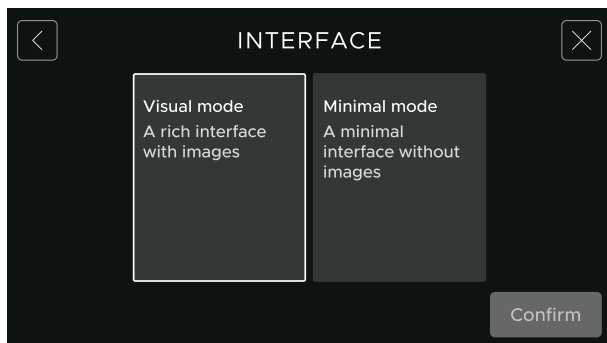 INTERFACE
Visual mode
A rich interface
with images
Minimal mode
A minimal
interface without
images
Confirm